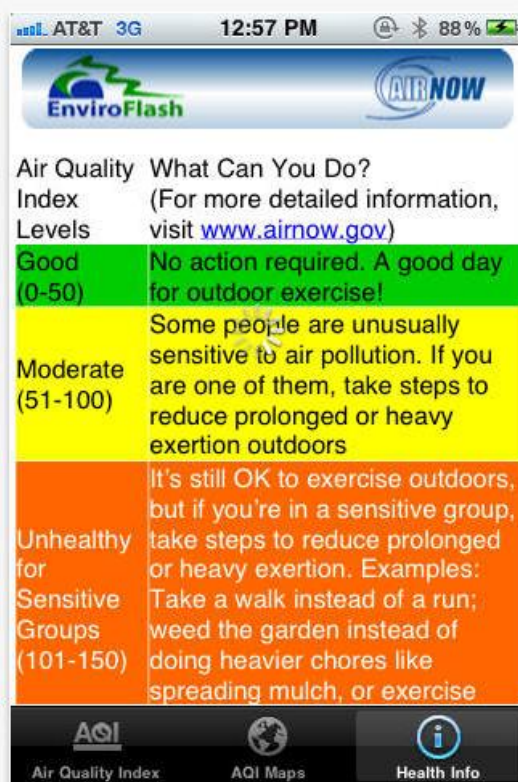 AT&T 3G 12:57 PM 88%
EnviroFlash AIRNOW
Air Quality
Index
Levels
What Can You Do?
(For more detailed information,
visit www.airnow.gov)
Good
(0-50)
No action required. A good day
for outdoor exercise!
Moderate
(51-100)
Some people are unusually
sensitive to air pollution. If you
are one of them, take steps to
reduce prolonged or heavy
exertion outdoors
Unhealthy
for
Sensitive
Groups
(101-150)
It's still OK to exercise outdoors,
but if you're in a sensitive group,
take steps to reduce prolonged
or heavy exertion. Examples:
Take a walk instead of a run;
weed the garden instead of
doing heavier chores like
spreading mulch, or exercise
AQI
Air Quality Index
AQI Maps
Health Info